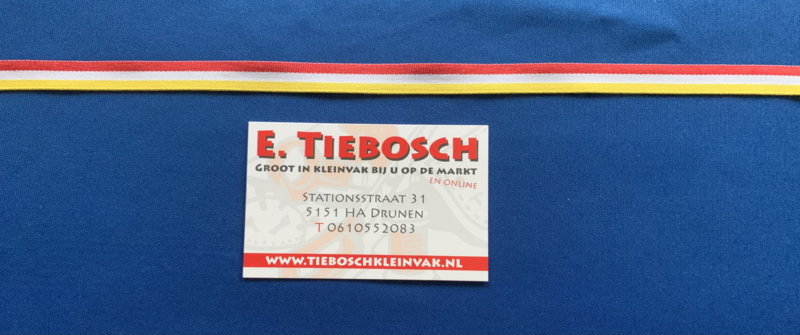 E. TIEBOSCH
GROOT IN KLEINVAK BIJ U OP DE MARKT
EN ONLINE
STATIONSSTRAAT 31
5151 HA DRUNEN
T 0610552083
WWW.TIEBOSCHKLEINVAK.NL